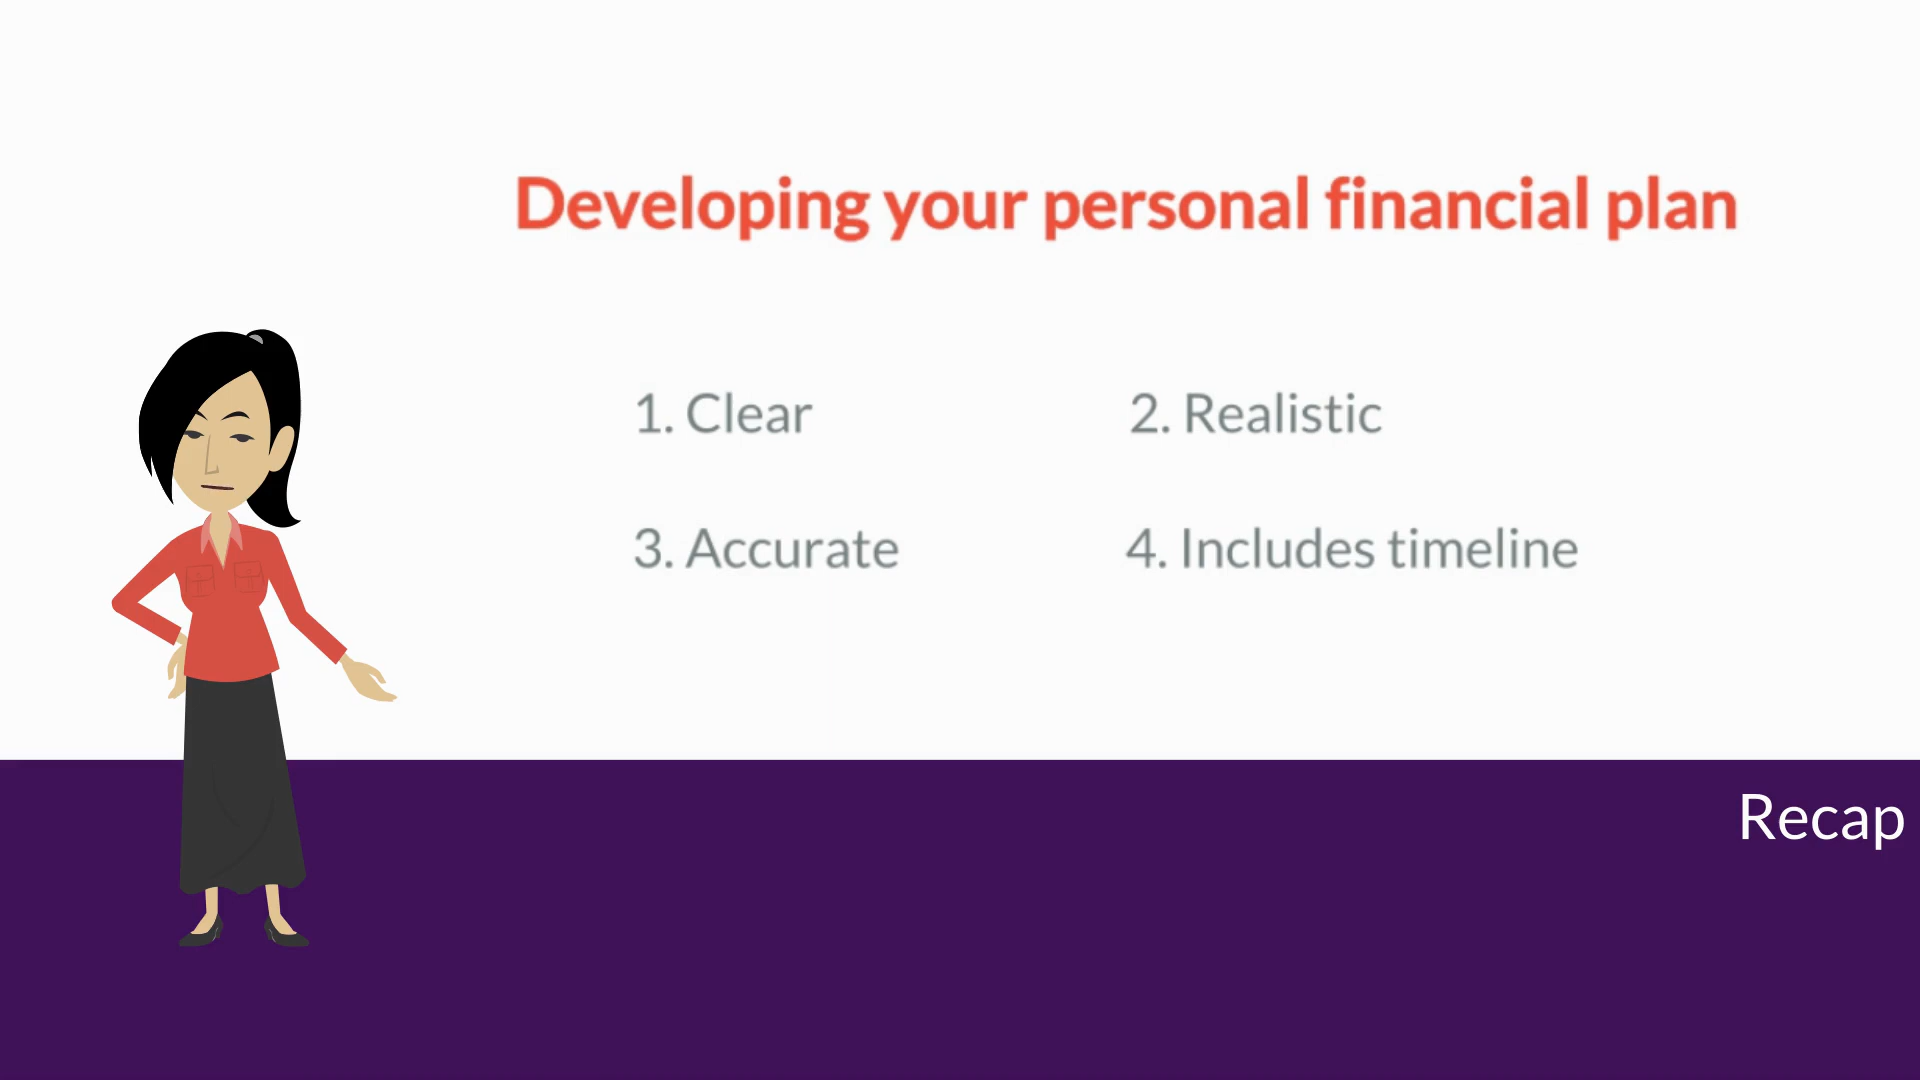 Developing your personal financial plan
1. Clear
2. Realistic
3. Accurate
4. Includes timeline
Recap